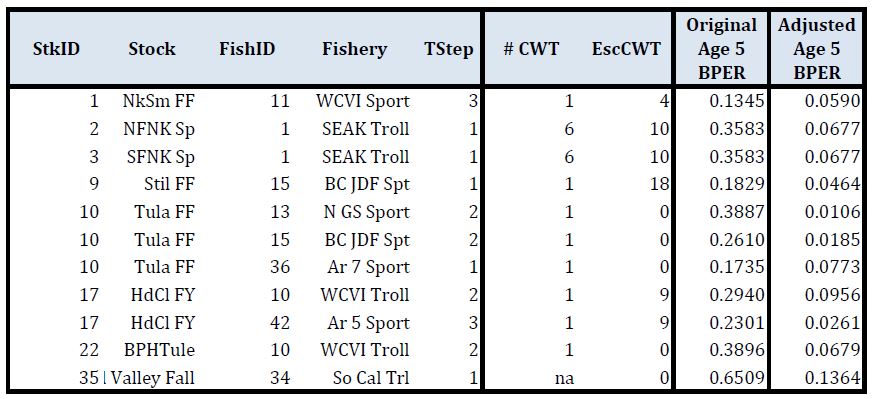 StkID Stock FishID Fishery TStep # CWT EscCWT Original Age 5 BPER Adjusted Age 5 BPER
1 NkSm FF 11 WCVI Sport 3 1 4 0.1345 0.0590
2 NFNK Sp 1 SEAK Troll 1 6 10 0.3583 0.0677
3 SFNK Sp 1 SEAK Troll 1 6 10 0.3583 0.0677
9 Stil FF 15 BC JDF Spt 1 1 18 0.1829 0.0464
10 Tula FF 13 N GS Sport 2 1 0 0.3887 0.0106
10 Tula FF 15 BC JDF Spt 2 1 0 0.2610 0.0185
10 Tula FF 36 Ar 7 Sport 1 1 0 0.1735 0.0773
17 HdCl FY 10 WCVI Troll 2 1 9 0.2940 0.0956
17 HdCl FY 42 Ar 5 Sport 3 1 9 0.2301 0.0261
22 BPHTule 10 WCVI Troll 2 1 0 0.3896 0.0679
35 Valley Fall 34 So Cal Trl 1 na 0 0.6509 0.1364